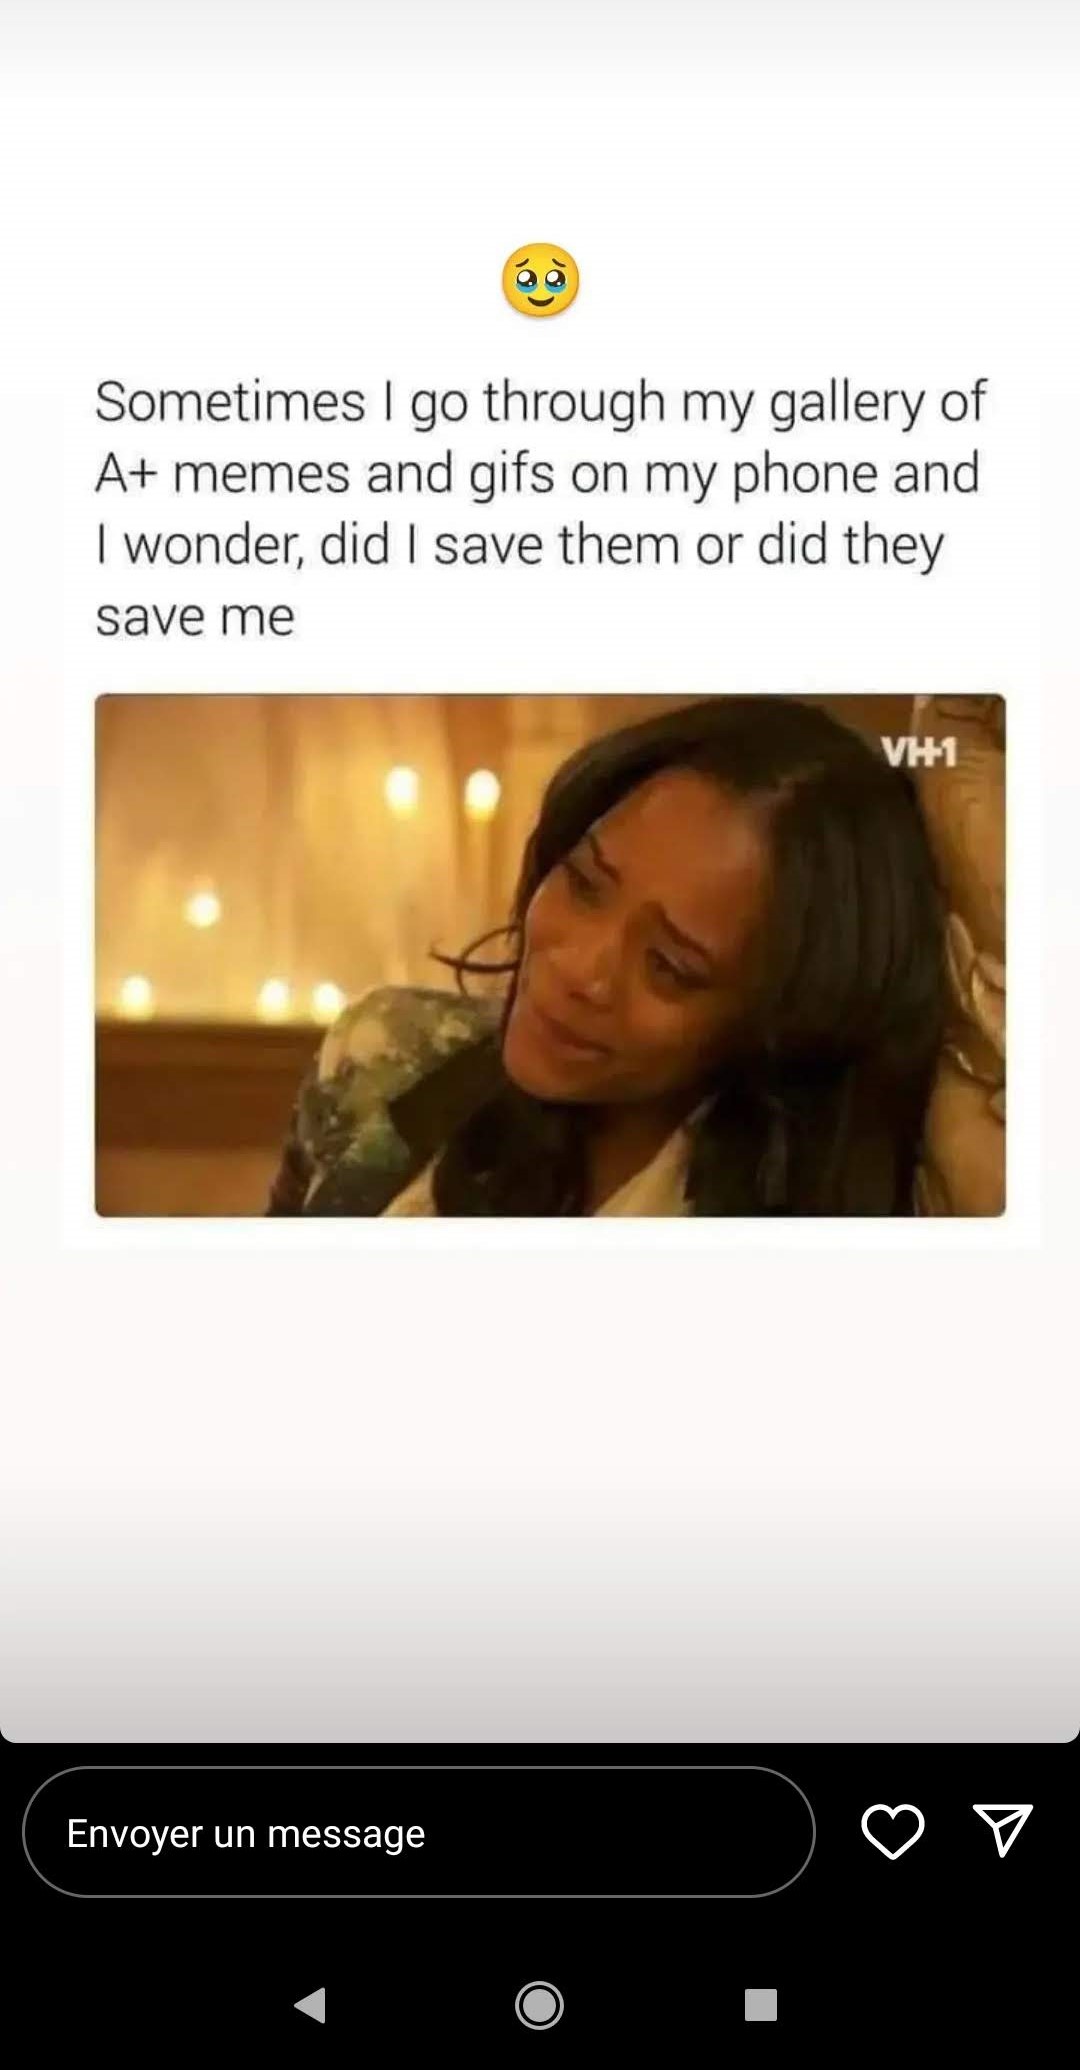 🥹
Sometimes I go through my gallery of
A+ memes and gifs on my phone and
I wonder, did I save them or did they
save me
VH1
Envoyer un message